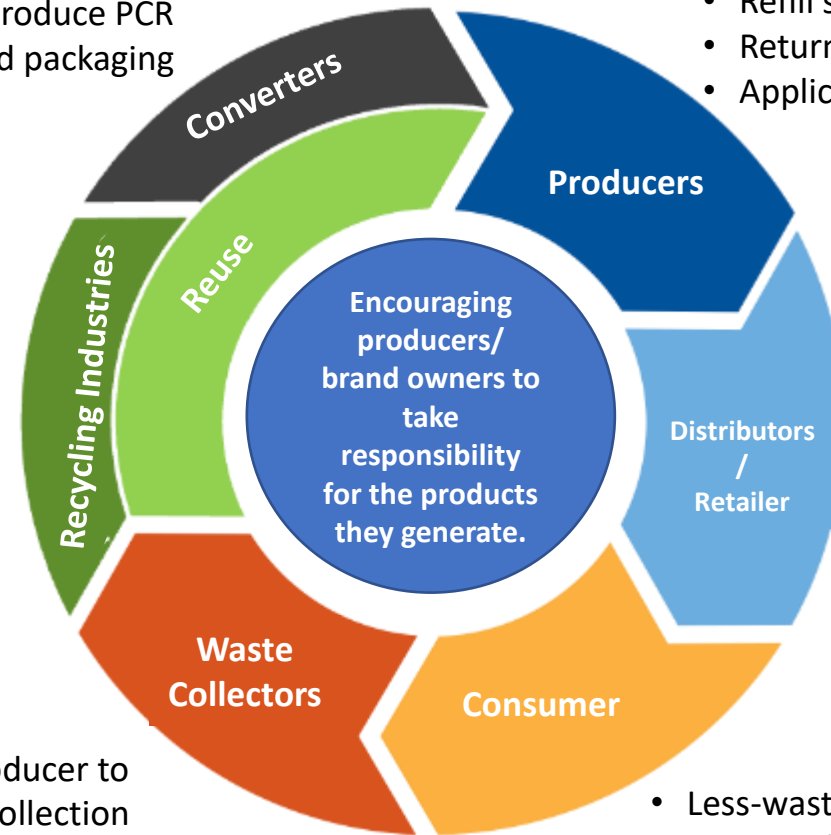 roduce PCR
d packaging
• Refill s
• Return
• Applic
Converters
Producers
Reuse
Recycling Industries
Encouraging
producers/
brand owners to
take
responsibility
for the products
they generate.
Distributors
/
Retailer
Waste
Collectors
Consumer
ducer to
ollection
• Less-wast